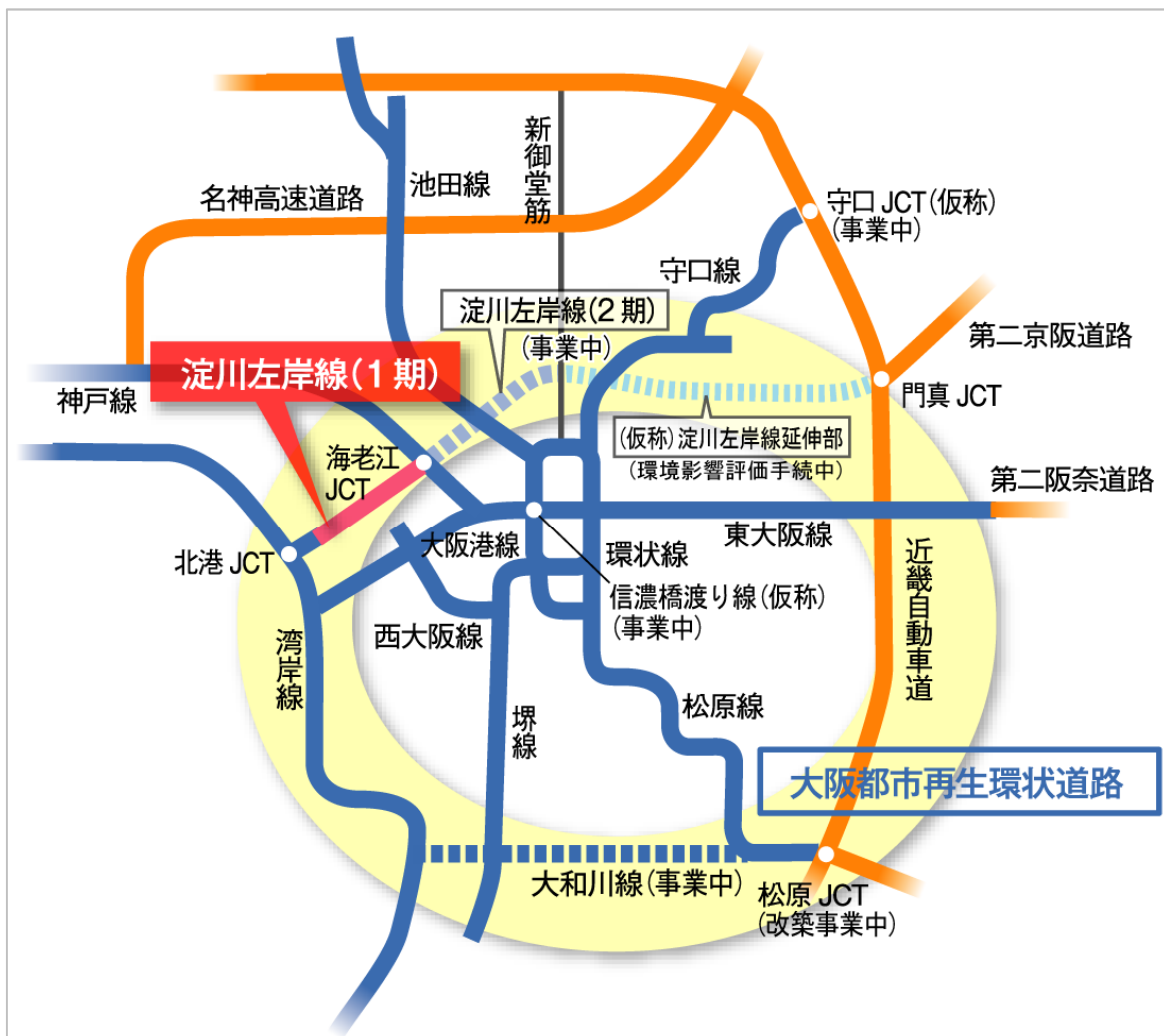 新御堂筋
池田線
名神高速道路
守口 JCT(仮称)
(事業中)
守口線
淀川左岸線(2 期)
(事業中)
第二京阪道路
淀川左岸線(1 期)
神戸線
門真 JCT
(仮称)淀川左岸線延伸部
(環境影響評価手続中)
海老江
JCT
第二阪奈道路
大阪港線
環状線
東大阪線
北港 JCT
近畿自動車道
信濃橋渡り線(仮称)
(事業中)
西大阪線
湾岸線
堺線
松原線
大阪都市再生環状道路
大和川線(事業中)
松原 JCT
(改築事業中)